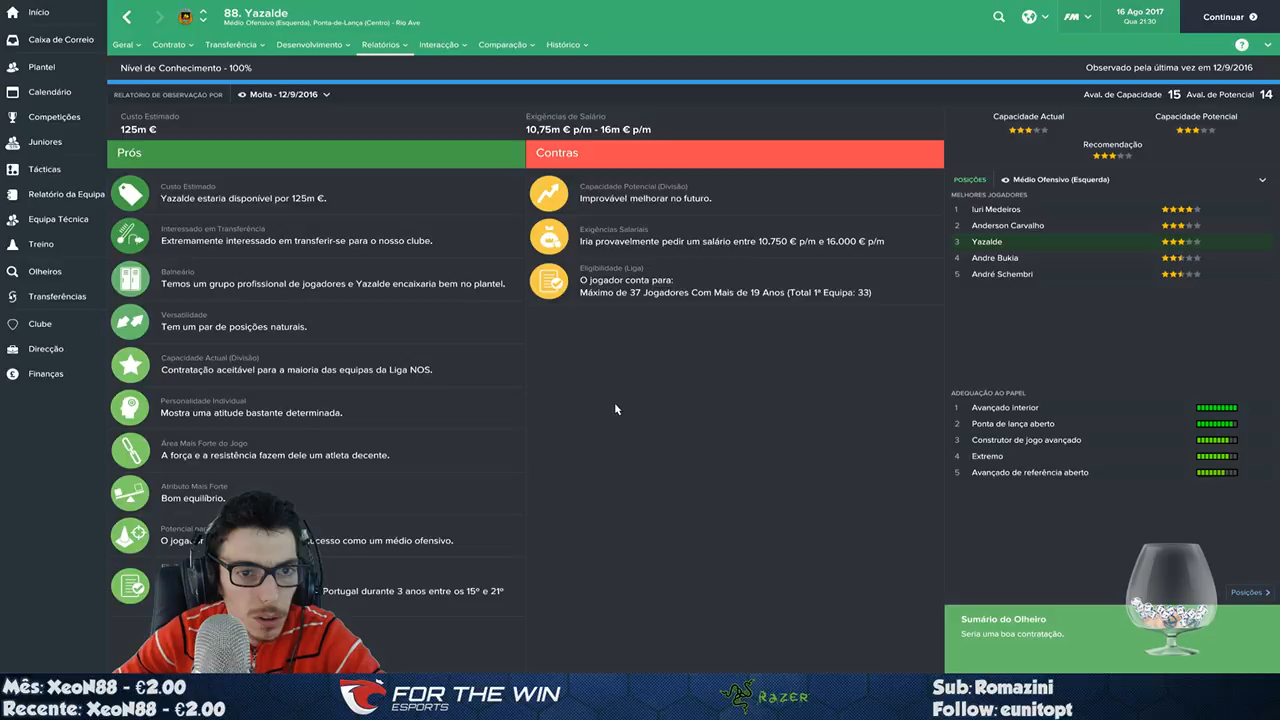 Início
Caixa de Correio
Plantel
Calendário
Competições
Juniores
Tácticas
Relatório da Equipa
Equipa Técnica
Treino
Olheiros
Transferências
Clube
Direcção
Finanças
88. Yazalde
Médio Ofensivo (Esquerda), Ponta-de-Lança (Centro) - Rio Ave
FM
16 Ago 2017
Qua 21:30
Continuar
Geral
Contrato
Transferência
Desenvolvimento
Relatórios
Interacção
Comparação
Histórico
?
Nível de Conhecimento - 100%
Observado pela última vez em 12/9/2016
RELATÓRIO DE OBSERVAÇÃO POR
Moita - 12/9/2016
Aval. de Capacidade 15 Aval. de Potencial 14
Custo Estimado
125m €
Exigências de Salário
10,75m € p/m - 16m € p/m
Prós
Custo Estimado
Yazalde estaria disponível por 125m €.
Interessado em Transferência
Extremamente interessado em transferir-se para o nosso clube.
Balneário
Temos um grupo profissional de jogadores e Yazalde encaixaria bem no plantel.
Versatilidade
Tem um par de posições naturais.
Capacidade Actual (Divisão)
Contratação aceitável para a maioria das equipas da Liga NOS.
Personalidade Individual
Mostra uma atitude bastante determinada.
Área Mais Forte do Jogo
A força e a resistência fazem dele um atleta decente.
Atributo Mais Forte
Bom equilíbrio.
Potencial
O ucesso como um médio ofensivo.
Portugal durante 3 anos entre os 15º e 21º
Contras
Capacidade Potencial (Divisão)
Improvável melhorar no futuro.
Exigências Salariais
Iria provavelmente pedir um salário entre 10.750 € p/m e 16.000 € p/m
Eligibilidade (Liga)
O jogador conta para:
Máximo de 37 Jogadores Com Mais de 19 Anos (Total 1ª Equipa: 33)
Capacidade Actual
Capacidade Potencial
Recomendação
POSIÇÕES
Médio Ofensivo (Esquerda)
MELHORES JOGADORES
1 Iuri Medeiros
2 Anderson Carvalho
3 Yazalde
4 Andre Bukia
5 André Schembri
ADEQUAÇÃO AO PAPEL
1 Avançado interior
2 Ponta de lança aberto
3 Construtor de jogo avançado
4 Extremo
5 Avançado de referência aberto
Posições
Sumário do Olheiro
Seria uma boa contratação.
Mês: XeoN88 - €2.00
Recente: XeoN88 - €2.00
FOR THE WIN
ESPORTS
RAZER
Sub: Romazini
Follow: eunitopt